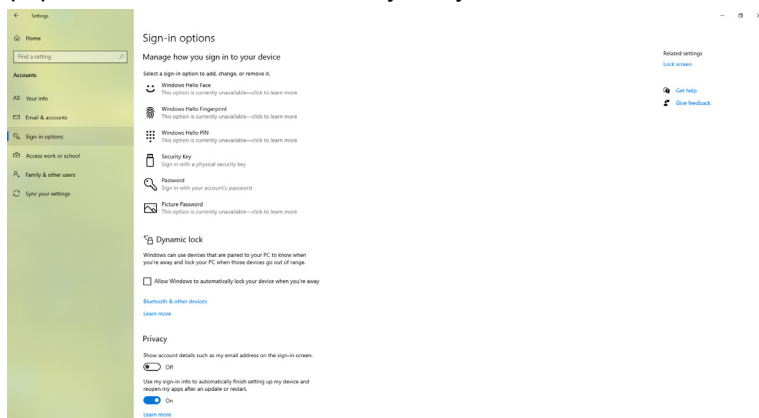 Settings
Home
Find a setting
Accounts
Your info
Email & accounts
Sign-in options
Access work or school
Family & other users
Sync your settings
Sign-in options
Manage how you sign in to your device
Select a sign-in option to add, change, or remove it.
Windows Hello Face
This option is currently unavailable—click to learn more
Windows Hello Fingerprint
This option is currently unavailable—click to learn more
Windows Hello PIN
This option is currently unavailable—click to learn more
Security Key
Sign in with a physical security key
Password
Sign in with your account's password
Picture Password
This option is currently unavailable—click to learn more
Dynamic lock
Windows can use devices that are paired to your PC to know when
you're away and lock your PC when those devices go out of range.
Allow Windows to automatically lock your device when you're away
Bluetooth & other devices
Learn more
Privacy
Show account details such as my email address on the sign-in screen.
Off
Use my sign-in info to automatically finish setting up my device and
reopen my apps after an update or restart.
On
Learn more
Related settings
Lock screen
Get help
Give feedback